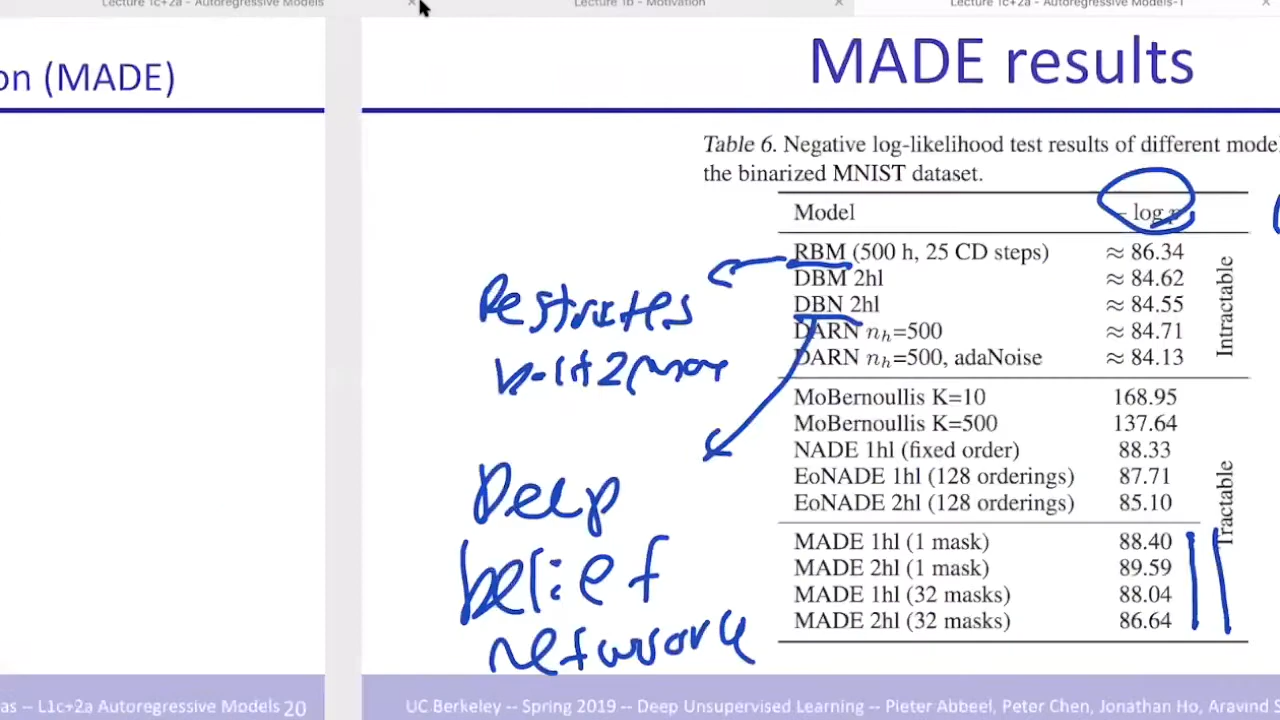 Lecture 1c+2a - Autoregressive Models
Lecture 1b - Motivation
Lecture 1c+2a - Autoregressive Models-1
on (MADE)
MADE results
Table 6. Negative log-likelihood test results of different mode
the binarized MNIST dataset.
Model - log p
RBM (500 h, 25 CD steps) ≈ 86.34
DBM 2hl ≈ 84.62
DBN 2hl ≈ 84.55
DARN nh=500 ≈ 84.71
DARN nh=500, adaNoise ≈ 84.13
Intractable
MoBernoullis K=10 168.95
MoBernoullis K=500 137.64
NADE 1hl (fixed order) 88.33
EoNADE 1hl (128 orderings) 87.71
EoNADE 2hl (128 orderings) 85.10
MADE 1hl (1 mask) 88.40
MADE 2hl (1 mask) 89.59
MADE 1hl (32 masks) 88.04
MADE 2hl (32 masks) 86.64
Tractable
Deep
belief
network
as -- L1c+2a Autoregressive Models 20
UC Berkeley -- Spring 2019 -- Deep Unsupervised Learning -- Pieter Abbeel, Peter Chen, Jonathan Ho, Aravind S